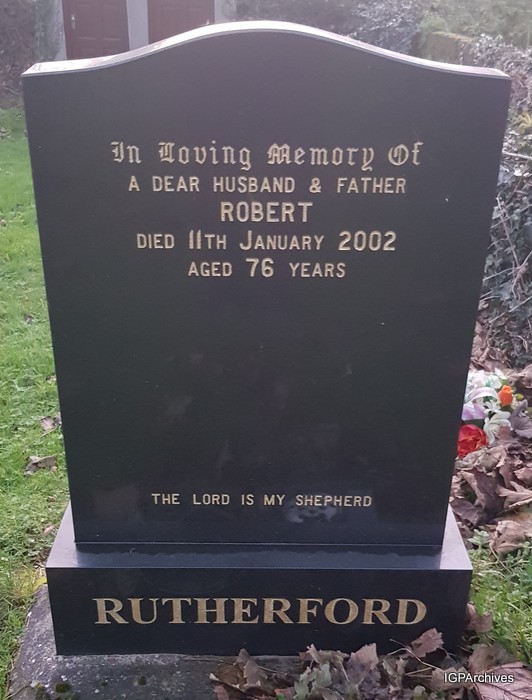 In Loving Memory Of
A DEAR HUSBAND & FATHER
ROBERT
DIED 11TH JANUARY 2002
AGED 76 YEARS
THE LORD IS MY SHEPHERD
RUTHERFORD
IGPArchives